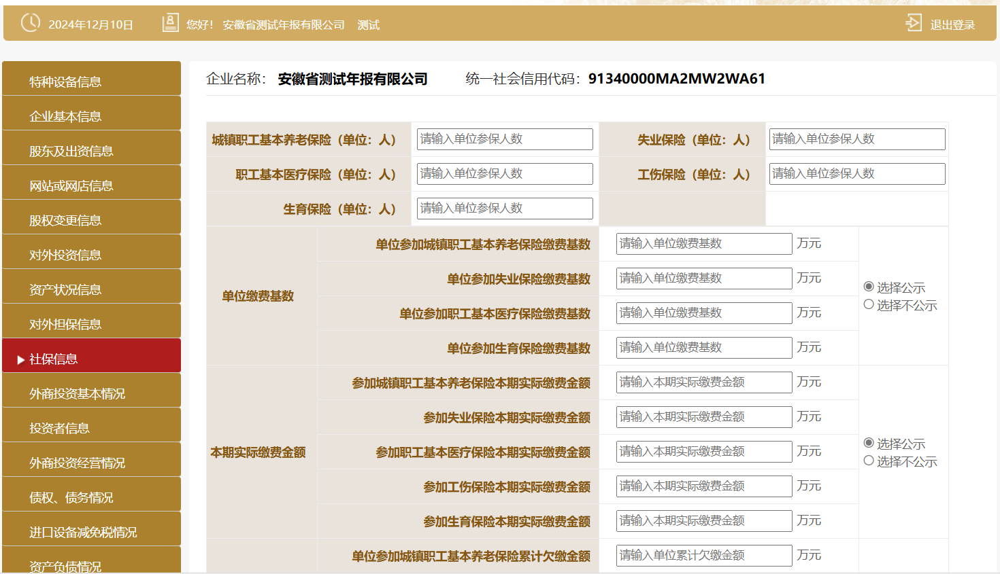 2024年12月10日 您好！ 安徽省测试年报有限公司 测试 退出登录
特种设备信息
企业基本信息
股东及出资信息
网站或网店信息
股权变更信息
对外投资信息
资产状况信息
对外担保信息
社保信息
外商投资基本情况
投资者信息
外商投资经营情况
债权、债务情况
进口设备减免税情况
资产负债情况
企业名称： 安徽省测试年报有限公司 统一社会信用代码：91340000MA2MW2WA61
城镇职工基本养老保险（单位：人） 请输入单位参保人数 失业保险（单位：人） 请输入单位参保人数
职工基本医疗保险（单位：人） 请输入单位参保人数 工伤保险（单位：人） 请输入单位参保人数
生育保险（单位：人） 请输入单位参保人数
单位缴费基数
单位参加城镇职工基本养老保险缴费基数 请输入单位缴费基数 万元
单位参加失业保险缴费基数 请输入单位缴费基数 万元
单位参加职工基本医疗保险缴费基数 请输入单位缴费基数 万元
单位参加生育保险缴费基数 请输入单位缴费基数 万元
选择公示
选择不公示
本期实际缴费金额
参加城镇职工基本养老保险本期实际缴费金额 请输入本期实际缴费金额 万元
参加失业保险本期实际缴费金额 请输入本期实际缴费金额 万元
参加职工基本医疗保险本期实际缴费金额 请输入本期实际缴费金额 万元
参加工伤保险本期实际缴费金额 请输入本期实际缴费金额 万元
参加生育保险本期实际缴费金额 请输入本期实际缴费金额 万元
选择公示
选择不公示
单位参加城镇职工基本养老保险累计欠缴金额 请输入单位累计欠缴金额 万元